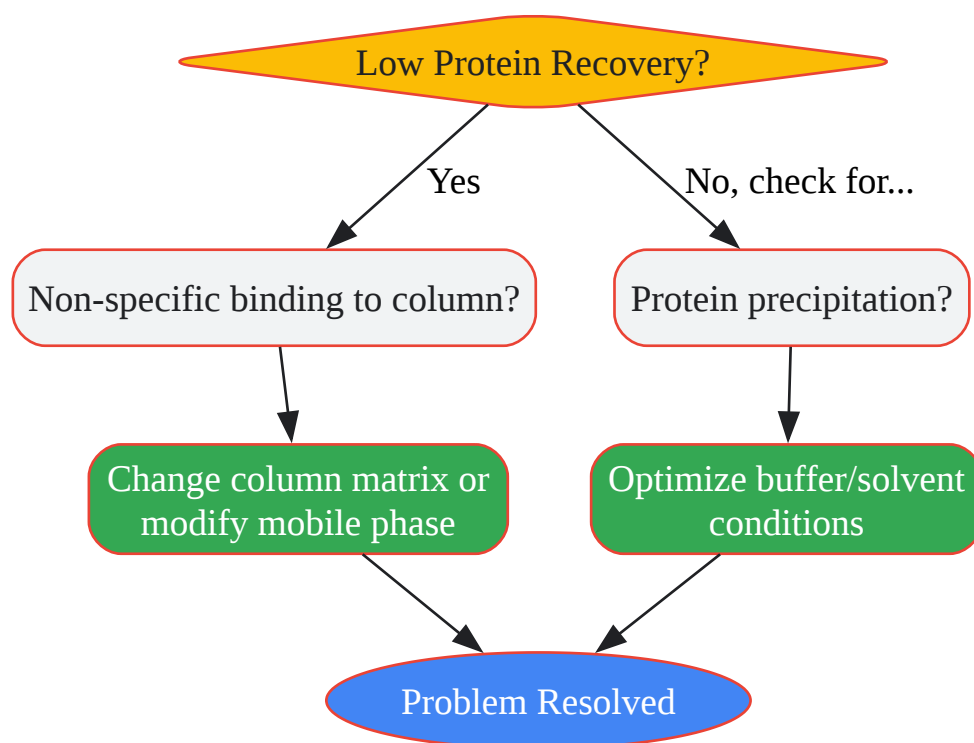 Low Protein Recovery?
Yes
No, check for...
Non-specific binding to column?
Protein precipitation?
Change column matrix or
modify mobile phase
Optimize buffer/solvent
conditions
Problem Resolved